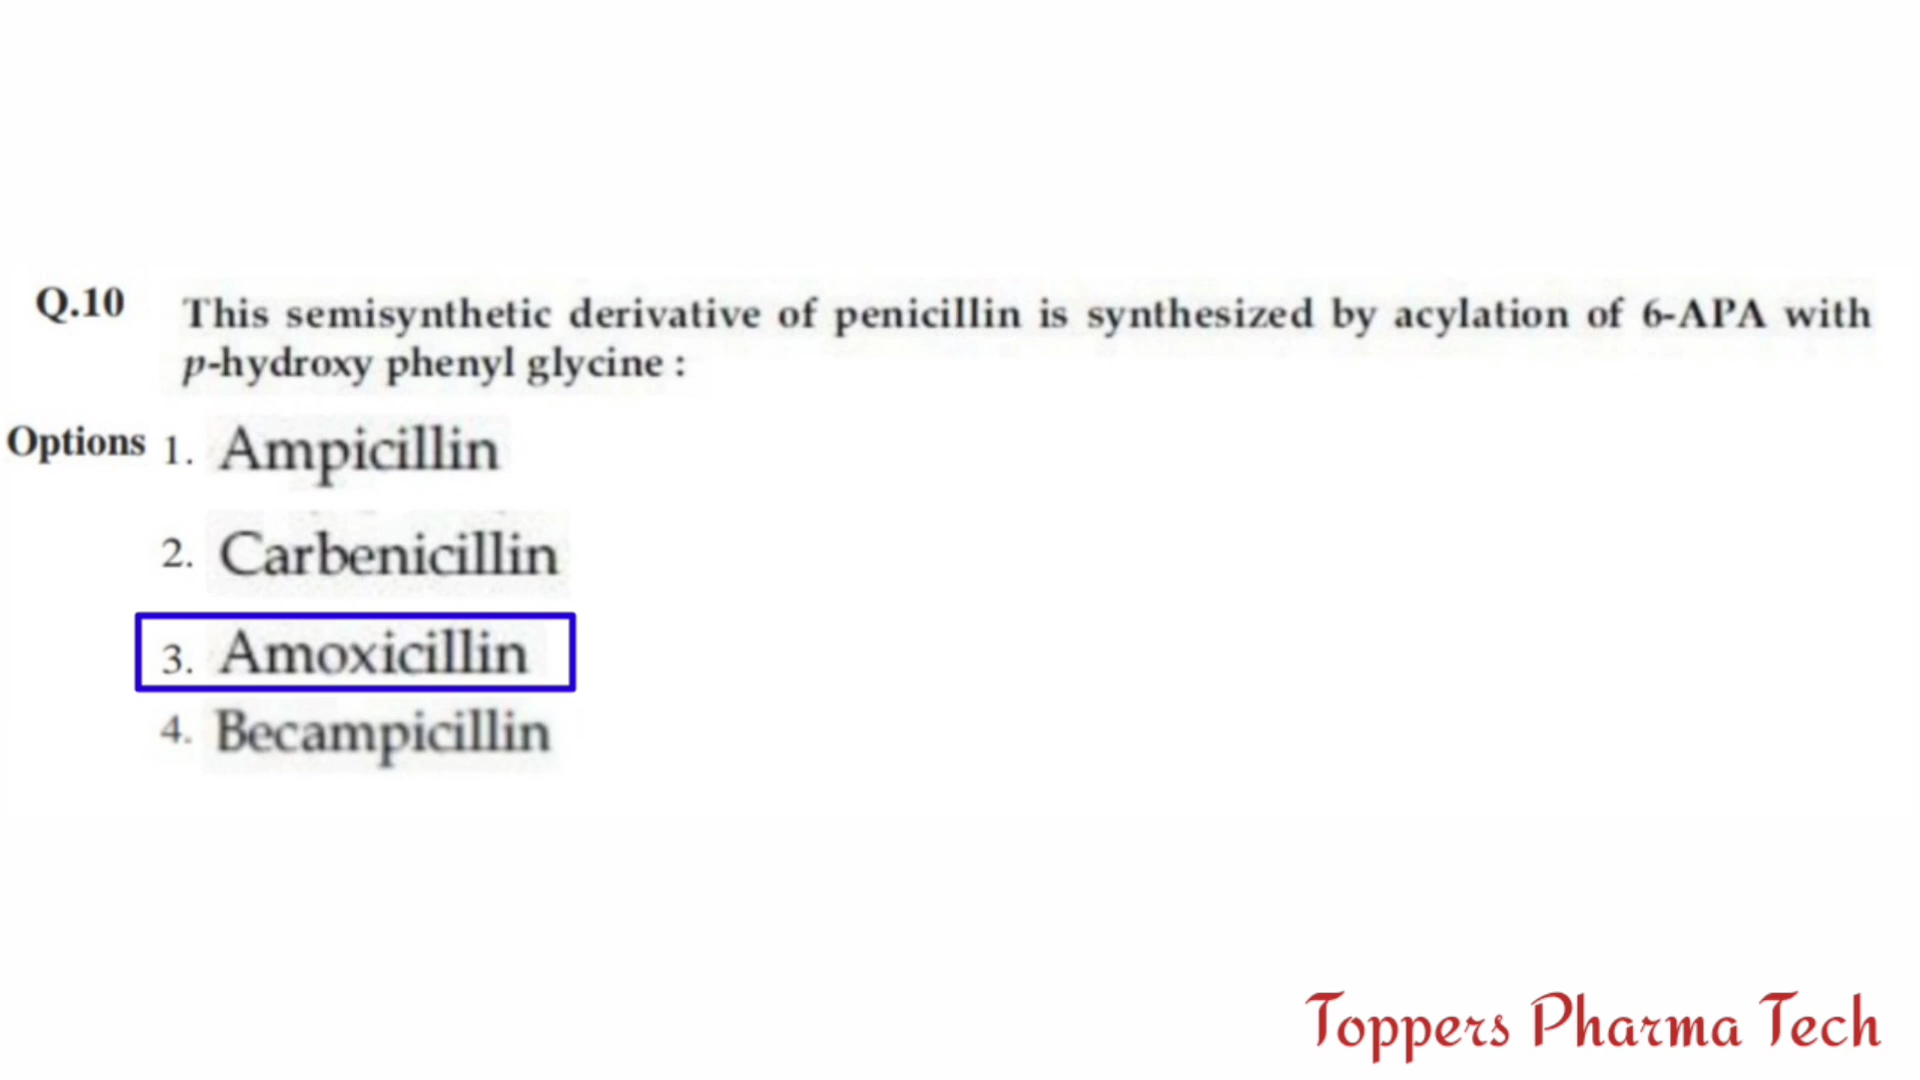 Q.10 This semisynthetic derivative of penicillin is synthesized by acylation of 6-APA with
p-hydroxy phenyl glycine :
Options 1. Ampicillin
2. Carbenicillin
3. Amoxicillin
4. Becampicillin
Toppers Pharma Tech